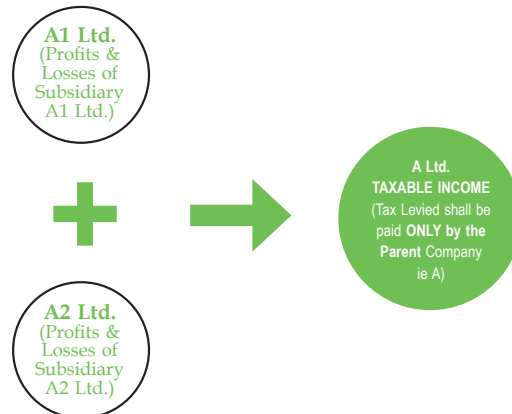 A1 Ltd.
(Profits &
Losses of
Subsidiary
A1 Ltd.)
A Ltd.
TAXABLE INCOME
(Tax Levied shall be
paid ONLY by the
Parent Company
ie A)
A2 Ltd.
(Profits &
Losses of
Subsidiary
A2 Ltd.)